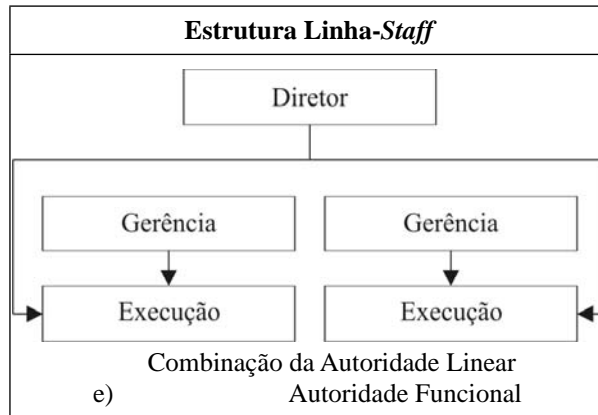 Estrutura Linha-Staff
Diretor
Gerência Gerência
Execução Execução
Combinação da Autoridade Linear
e) Autoridade Funcional